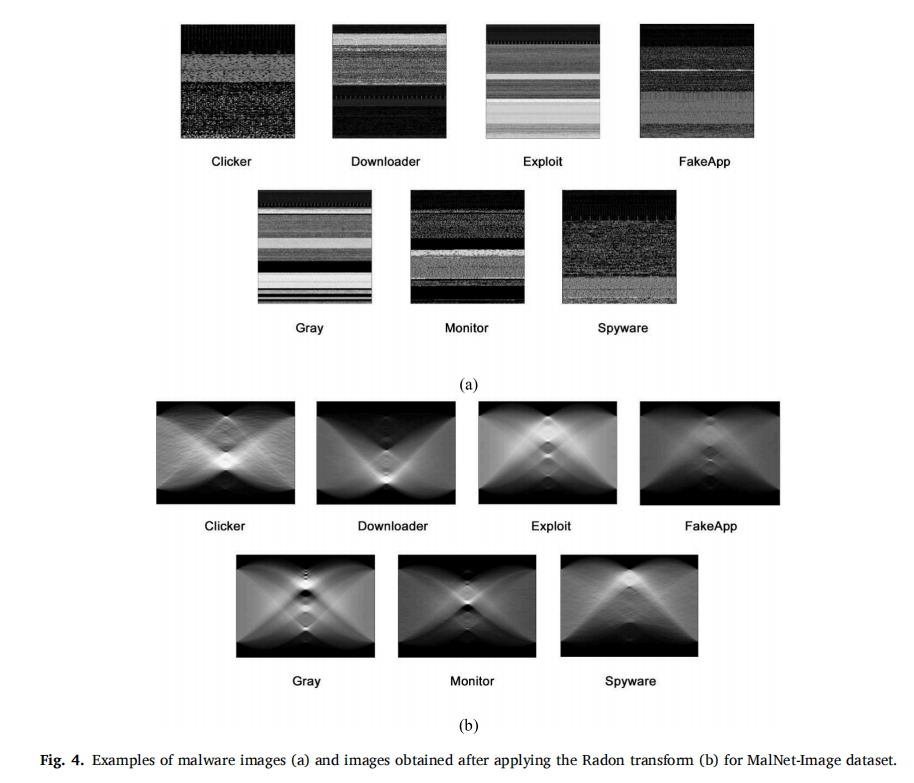 Clicker Downloader Exploit FakeApp
Gray Monitor Spyware
(a)
Clicker Downloader Exploit FakeApp
Gray Monitor Spyware
(b)
Fig. 4. Examples of malware images (a) and images obtained after applying the Radon transform (b) for MalNet-Image dataset.